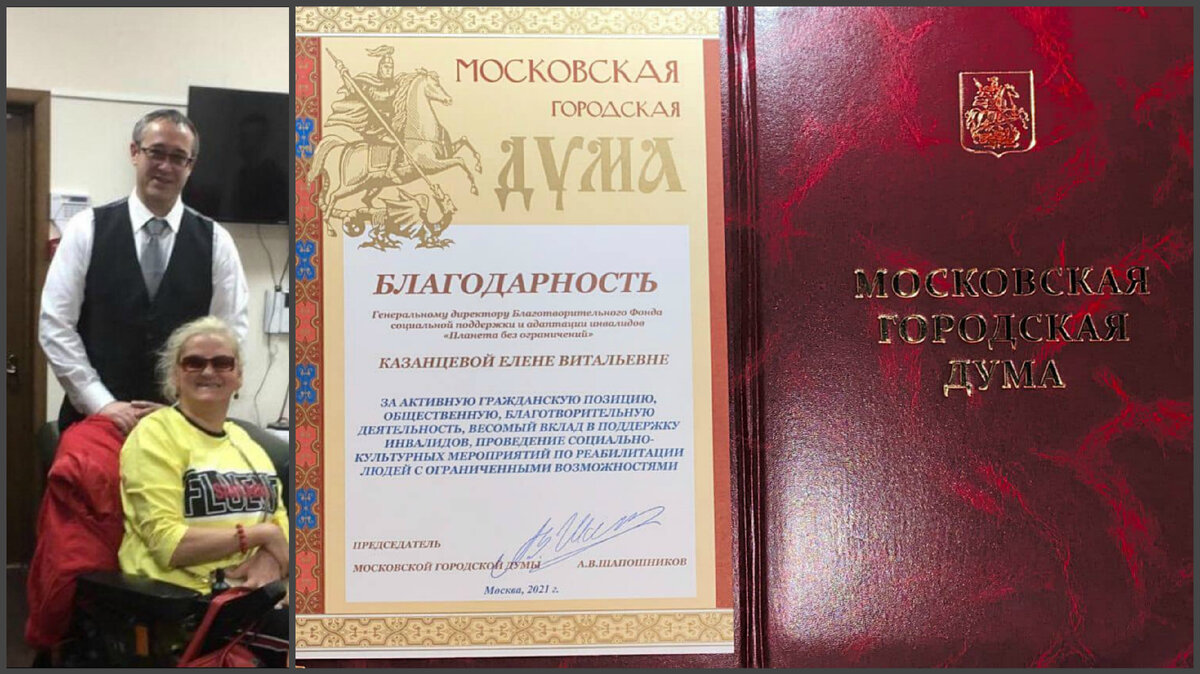 МОСКОВСКАЯ
ГОРОДСКАЯ
ДУМА
БЛАГОДАРНОСТЬ
Генеральному директору Благотворительного Фонда
социальной поддержки и адаптации инвалидов
«Планета без ограничений»
КАЗАНЦЕВОЙ ЕЛЕНЕ ВИТАЛЬЕВНЕ
ЗА АКТИВНУЮ ГРАЖДАНСКУЮ ПОЗИЦИЮ,
ОБЩЕСТВЕННУЮ, БЛАГОТВОРИТЕЛЬНУЮ
ДЕЯТЕЛЬНОСТЬ, ВЕСОМЫЙ ВКЛАД В ПОДДЕРЖКУ
ИНВАЛИДОВ, ПРОВЕДЕНИЕ СОЦИАЛЬНО-
КУЛЬТУРНЫХ МЕРОПРИЯТИЙ ПО РЕАБИЛИТАЦИИ
ЛЮДЕЙ С ОГРАНИЧЕННЫМИ ВОЗМОЖНОСТЯМИ
ПРЕДСЕДАТЕЛЬ
МОСКОВСКОЙ ГОРОДСКОЙ ДУМЫ А.В.ШАПОШНИКОВ
Москва, 2021 г.
МОСКОВСКАЯ
ГОРОДСКАЯ
ДУМА